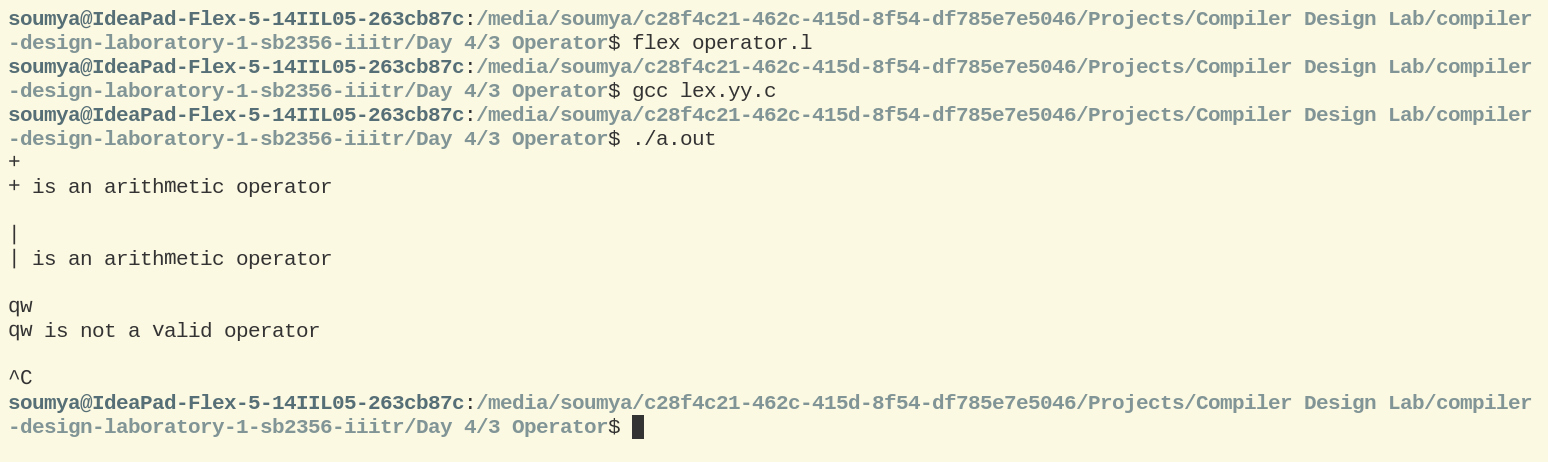 soumya@IdeaPad-Flex-5-14IIL05-263cb87c:/media/soumya/c28f4c21-462c-415d-8f54-df785e7e5046/Projects/Compiler Design Lab/compiler
-design-laboratory-1-sb2356-iiitr/Day 4/3 Operator$ flex operator.l
soumya@IdeaPad-Flex-5-14IIL05-263cb87c:/media/soumya/c28f4c21-462c-415d-8f54-df785e7e5046/Projects/Compiler Design Lab/compiler
-design-laboratory-1-sb2356-iiitr/Day 4/3 Operator$ gcc lex.yy.c
soumya@IdeaPad-Flex-5-14IIL05-263cb87c:/media/soumya/c28f4c21-462c-415d-8f54-df785e7e5046/Projects/Compiler Design Lab/compiler
-design-laboratory-1-sb2356-iiitr/Day 4/3 Operator$ ./a.out
+
+ is an arithmetic operator

|
| is an arithmetic operator

qw
qw is not a valid operator

^C
soumya@IdeaPad-Flex-5-14IIL05-263cb87c:/media/soumya/c28f4c21-462c-415d-8f54-df785e7e5046/Projects/Compiler Design Lab/compiler
-design-laboratory-1-sb2356-iiitr/Day 4/3 Operator$